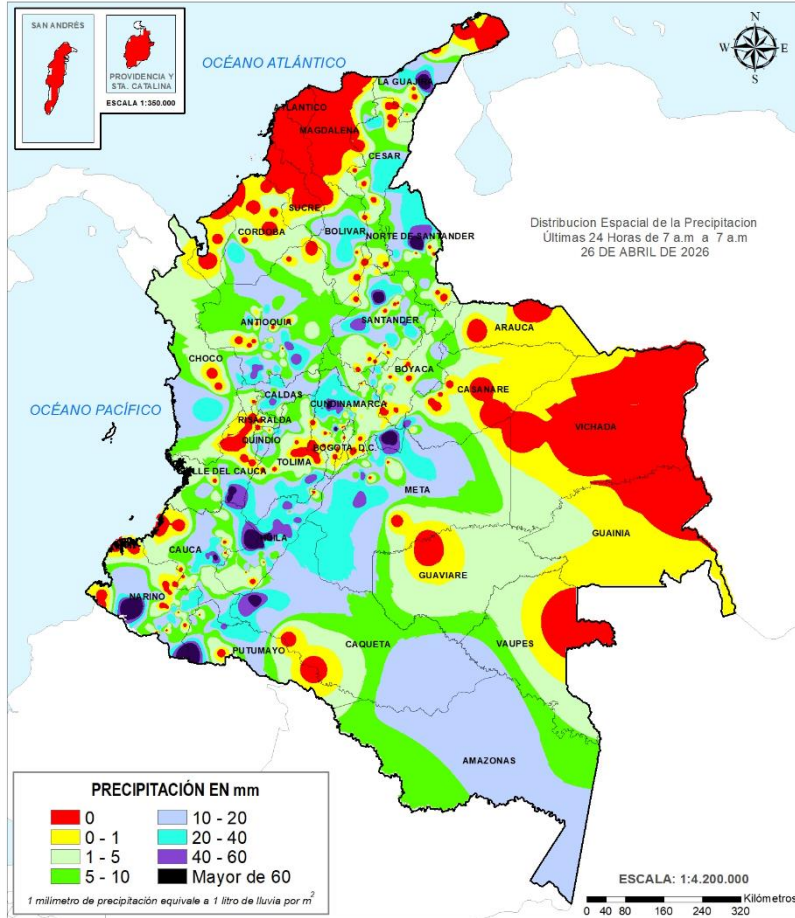 SAN ANDRÉS
PROVIDENCIA Y
STA. CATALINA
ESCALA 1:350.000
OCÉANO ATLÁNTICO
N
W E
S
LA GUAJIRA
ATLANTICO
MAGDALENA
CESAR
SUCRE
CORDOBA
BOLIVAR
NORTE DE SANTANDER
Distribucion Espacial de la Precipitacion
Últimas 24 Horas de 7 a.m a 7 a.m
26 DE ABRIL DE 2026
ANTIOQUIA
SANTANDER
ARAUCA
CHOCO
BOYACA
CASANARE
OCÉANO PACÍFICO
CALDAS
CUNDINAMARCA
VICHADA
RISARALDA
QUINDIO
BOGOTA, D.C.
VALLE DEL CAUCA
TOLIMA
META
GUAINIA
HUILA
CAUCA
GUAVIARE
NARIÑO
PUTUMAYO
CAQUETA
VAUPES
AMAZONAS
PRECIPITACIÓN EN mm
0 10 - 20
0 - 1 20 - 40
1 - 5 40 - 60
5 - 10 Mayor de 60
1 milimetro de precipitación equivale a 1 litro de lluvia por m²
ESCALA: 1:4.200.000
Kilómetros
0 40 80 160 240 320